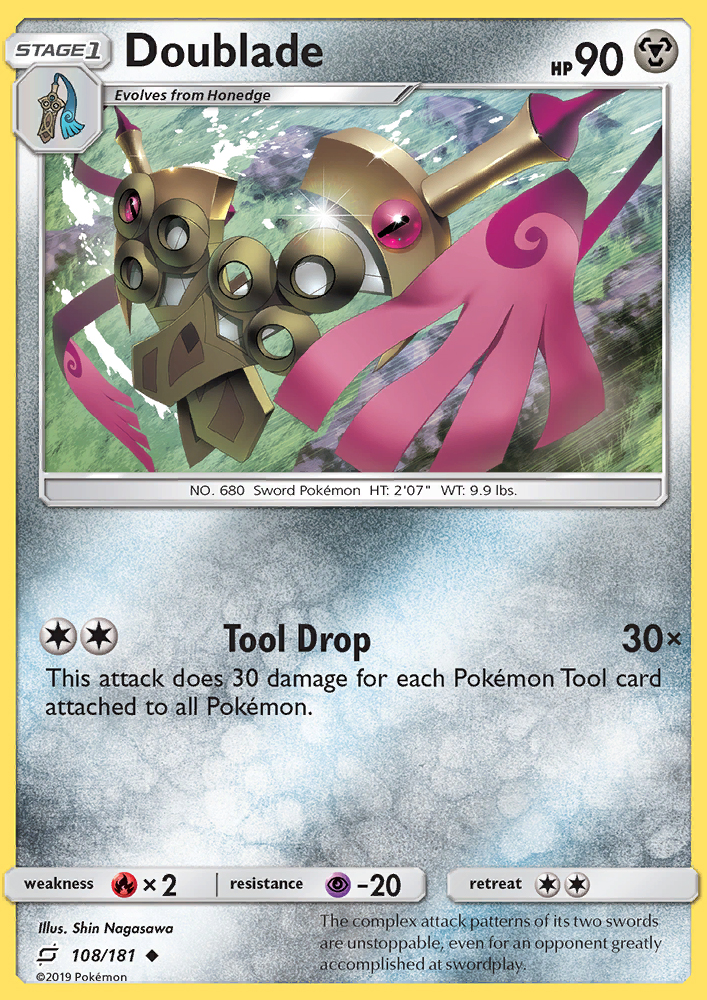 STAGE1
Doublade
HP 90
Evolves from Honedge
NO. 680 Sword Pokémon HT: 2'07" WT: 9.9 lbs.
Tool Drop 30×
This attack does 30 damage for each Pokémon Tool card
attached to all Pokémon.
weakness ×2 resistance -20 retreat
Illus. Shin Nagasawa
108/181
©2019 Pokémon
The complex attack patterns of its two swords
are unstoppable, even for an opponent greatly
accomplished at swordplay.